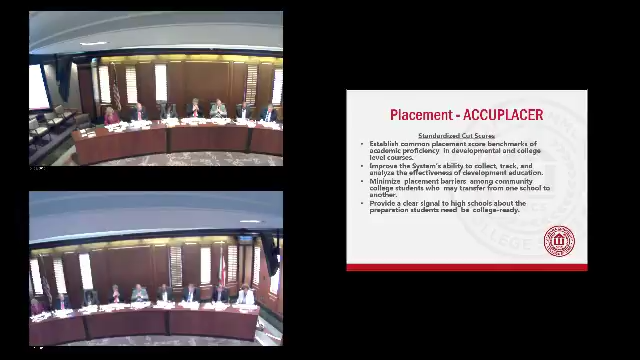 Placement - ACCUPLACER
Standardized Cut Scores
• Establish common placement score benchmarks of
academic proficiency in developmental and college
level courses.
• Improve the System's ability to collect, track, and
analyze the effectiveness of development education.
• Minimize placement barriers among community
college students who may transfer from one school to
another.
• Provide a clear signal to high schools about the
preparation students need be college-ready.